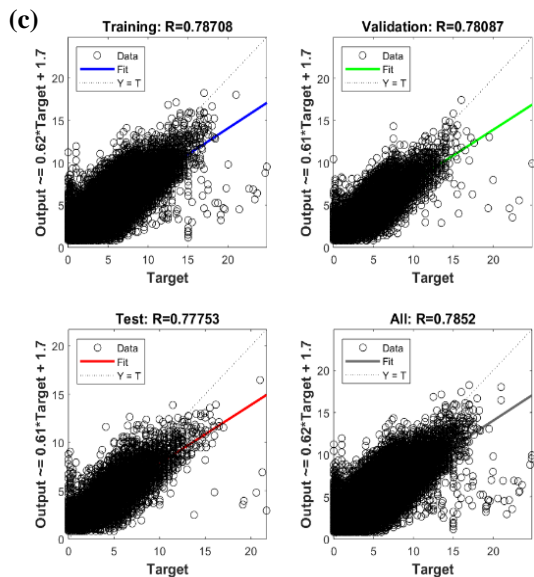 (c)
Training: R=0.78708
Output ~= 0.62*Target + 1.7
20
15
10
5
0
Data
Fit
Y = T
0 5 10 15 20
Target
Validation: R=0.78087
Output ~= 0.61*Target + 1.7
20
15
10
5
0
Data
Fit
Y = T
0 5 10 15 20
Target
Test: R=0.77753
Output ~= 0.61*Target + 1.7
20
15
10
5
0
Data
Fit
Y = T
0 5 10 15 20
Target
All: R=0.7852
Output ~= 0.62*Target + 1.7
20
15
10
5
0
Data
Fit
Y = T
0 5 10 15 20
Target